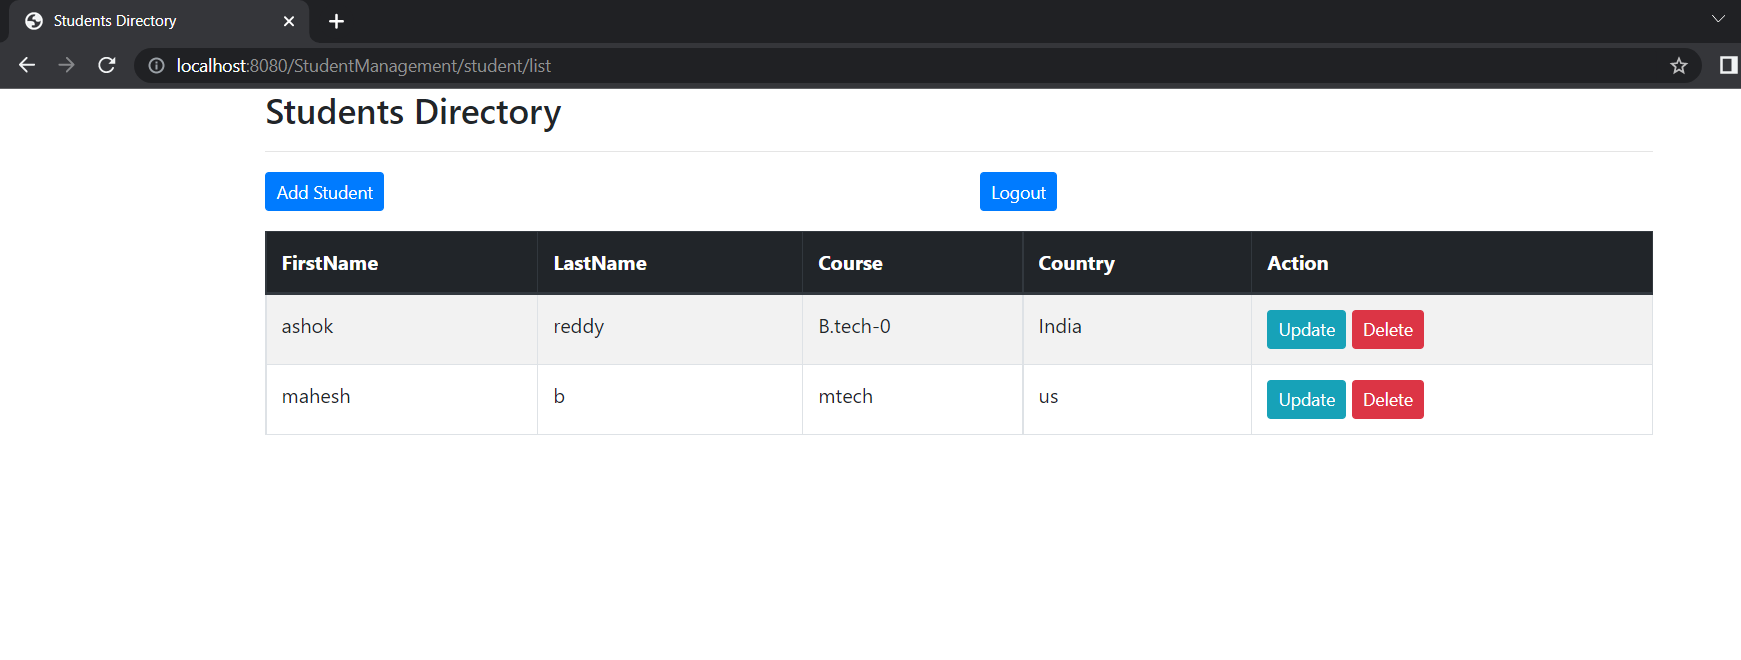 Students Directory
localhost:8080/StudentManagement/student/list
Students Directory
Add Student Logout
FirstName LastName Course Country Action
ashok reddy B.tech-0 India Update Delete
mahesh b mtech us Update Delete